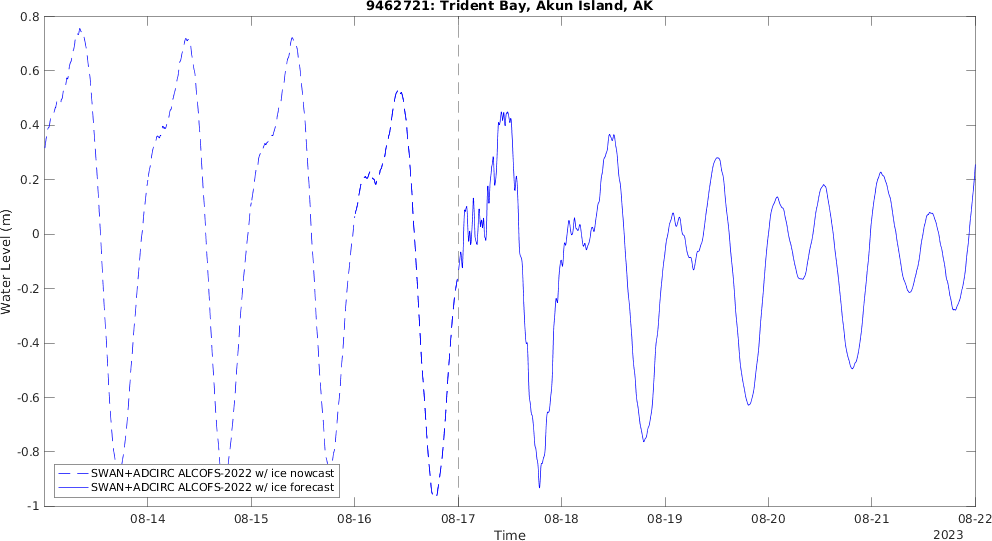 9462721: Trident Bay, Akun Island, AK
0.8
0.6
0.4
0.2
0
-0.2
-0.4
-0.6
-0.8
-1
Water Level (m)
SWAN+ADCIRC ALCOFS-2022 w/ ice nowcast
SWAN+ADCIRC ALCOFS-2022 w/ ice forecast
08-14 08-15 08-16 08-17 08-18 08-19 08-20 08-21 08-22
Time
2023